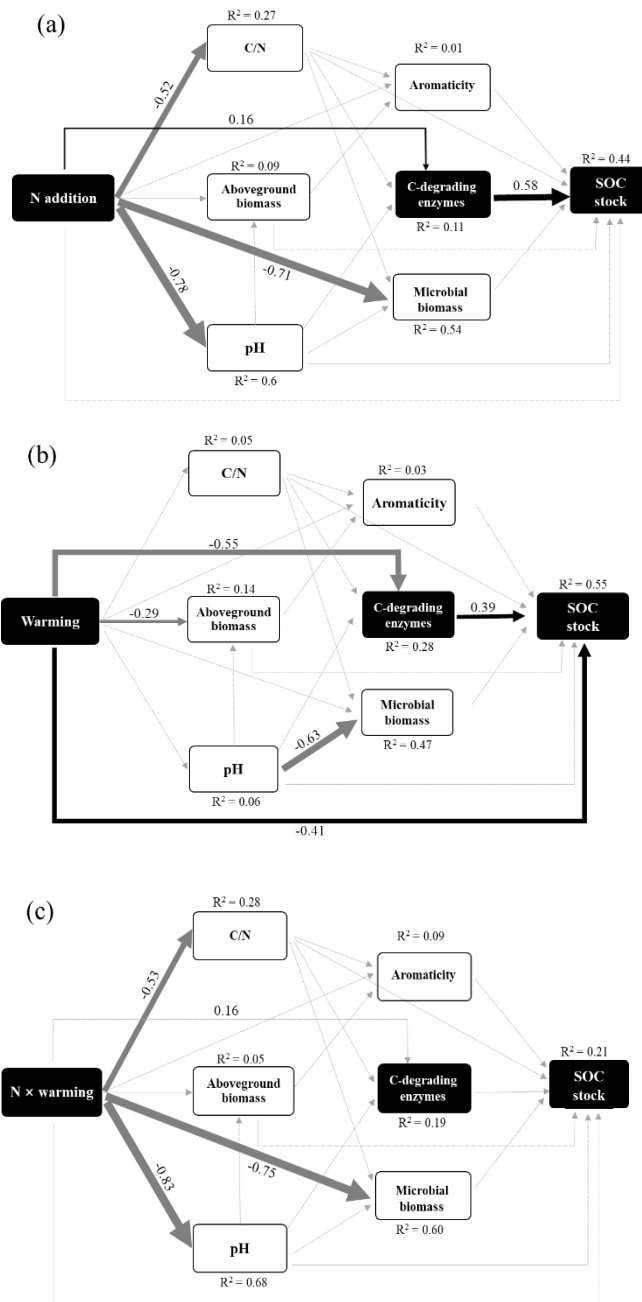 (a)
R² = 0.27
C/N
R² = 0.01
Aromaticity
-0.52
0.16
R² = 0.09
R² = 0.44
N addition
Aboveground
biomass
C-degrading
enzymes
0.58
SOC
stock
R² = 0.11
-0.71
-0.78
Microbial
biomass
R² = 0.54
pH
R² = 0.6
(b)
R² = 0.05
C/N
R² = 0.03
Aromaticity
-0.55
R² = 0.14
R² = 0.55
Warming
-0.29
Aboveground
biomass
C-degrading
enzymes
0.39
SOC
stock
R² = 0.28
Microbial
biomass
-0.63
R² = 0.47
pH
R² = 0.06
-0.41
(c)
R² = 0.28
C/N
R² = 0.09
Aromaticity
-0.53
0.16
R² = 0.05
R² = 0.21
N × warming
Aboveground
biomass
C-degrading
enzymes
SOC
stock
R² = 0.19
-0.75
-0.83
Microbial
biomass
R² = 0.60
pH
R² = 0.68